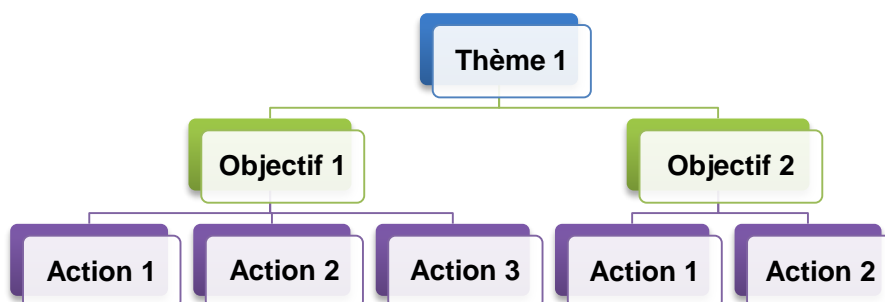 Thème 1
Objectif 1
Objectif 2
Action 1
Action 2
Action 3
Action 1
Action 2